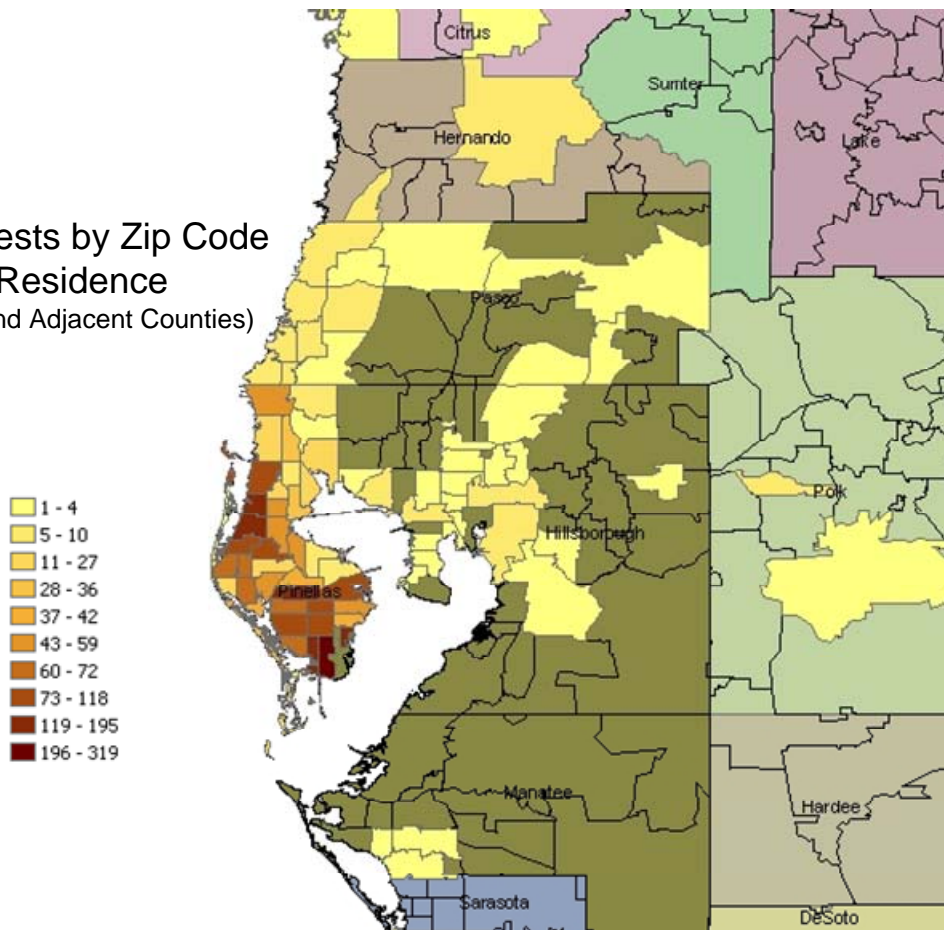 Citrus
Sumter
Hernando
Lake
ests by Zip Code
Residence
nd Adjacent Counties)
Pasco
Polk
1 - 4
5 - 10
11 - 27
28 - 36
37 - 42
43 - 59
60 - 72
73 - 118
119 - 195
196 - 319
Hillsborough
Pinellas
Manatee
Hardee
Sarasota
DeSoto